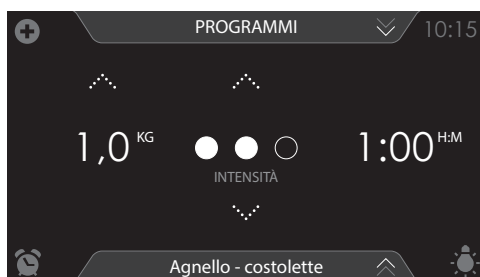 PROGRAMMI 10:15
1,0 KG 1:00 H:M
INTENSITÀ
Agnello - costolette